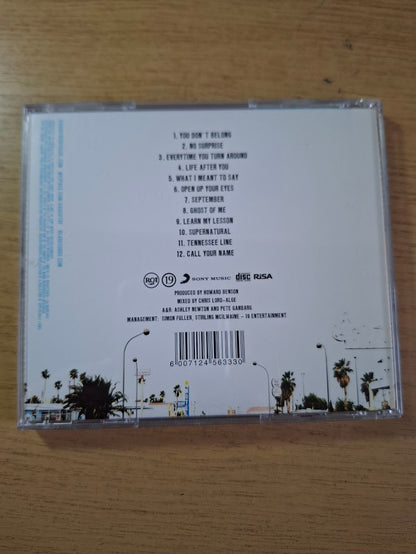 1. YOU DON'T BELONG
2. NO SURPRISE
3. EVERYTIME YOU TURN AROUND
4. LIFE AFTER YOU
5. WHAT I MEANT TO SAY
6. OPEN UP YOUR EYES
7. SEPTEMBER
8. GHOST OF ME
9. LEARN MY LESSON
10. SUPERNATURAL
11. TENNESSEE LINE
12. CALL YOUR NAME
RCA 19 SONY MUSIC disc RiSA
PRODUCED BY HOWARD BENSON
MIXED BY CHRIS LORD-ALGE
A&R: ASHLEY NEWTON AND PETE GANBARG
MANAGEMENT: SIMON FULLER, STIRLING MCILWAINE - 19 ENTERTAINMENT
6 007124 563330